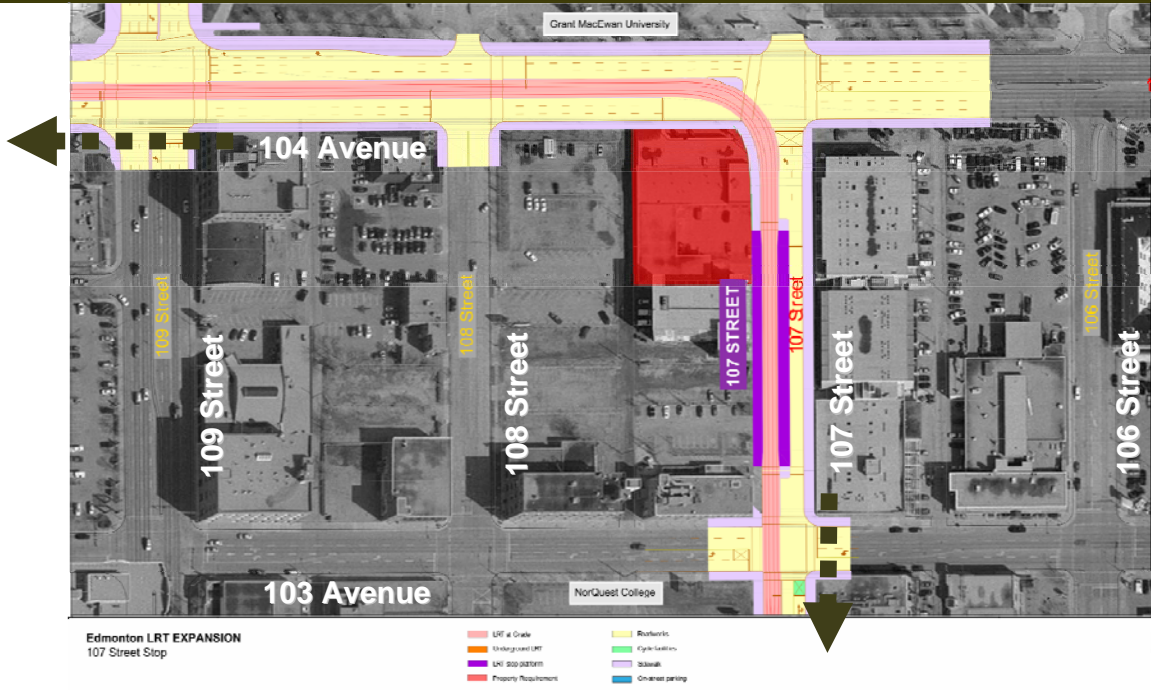 Grant MacEwan University
104 Avenue
109 Street
109 Street
108 Street
108 Street
107 STREET
107 Street
107 Street
106 Street
106 Street
103 Avenue
NorQuest College
Edmonton LRT EXPANSION
107 Street Stop
LRT at Grade
Underground LRT
LRT stop platform
Property Requirement
Roadworks
Cycle facilities
Sidewalk
On-street parking